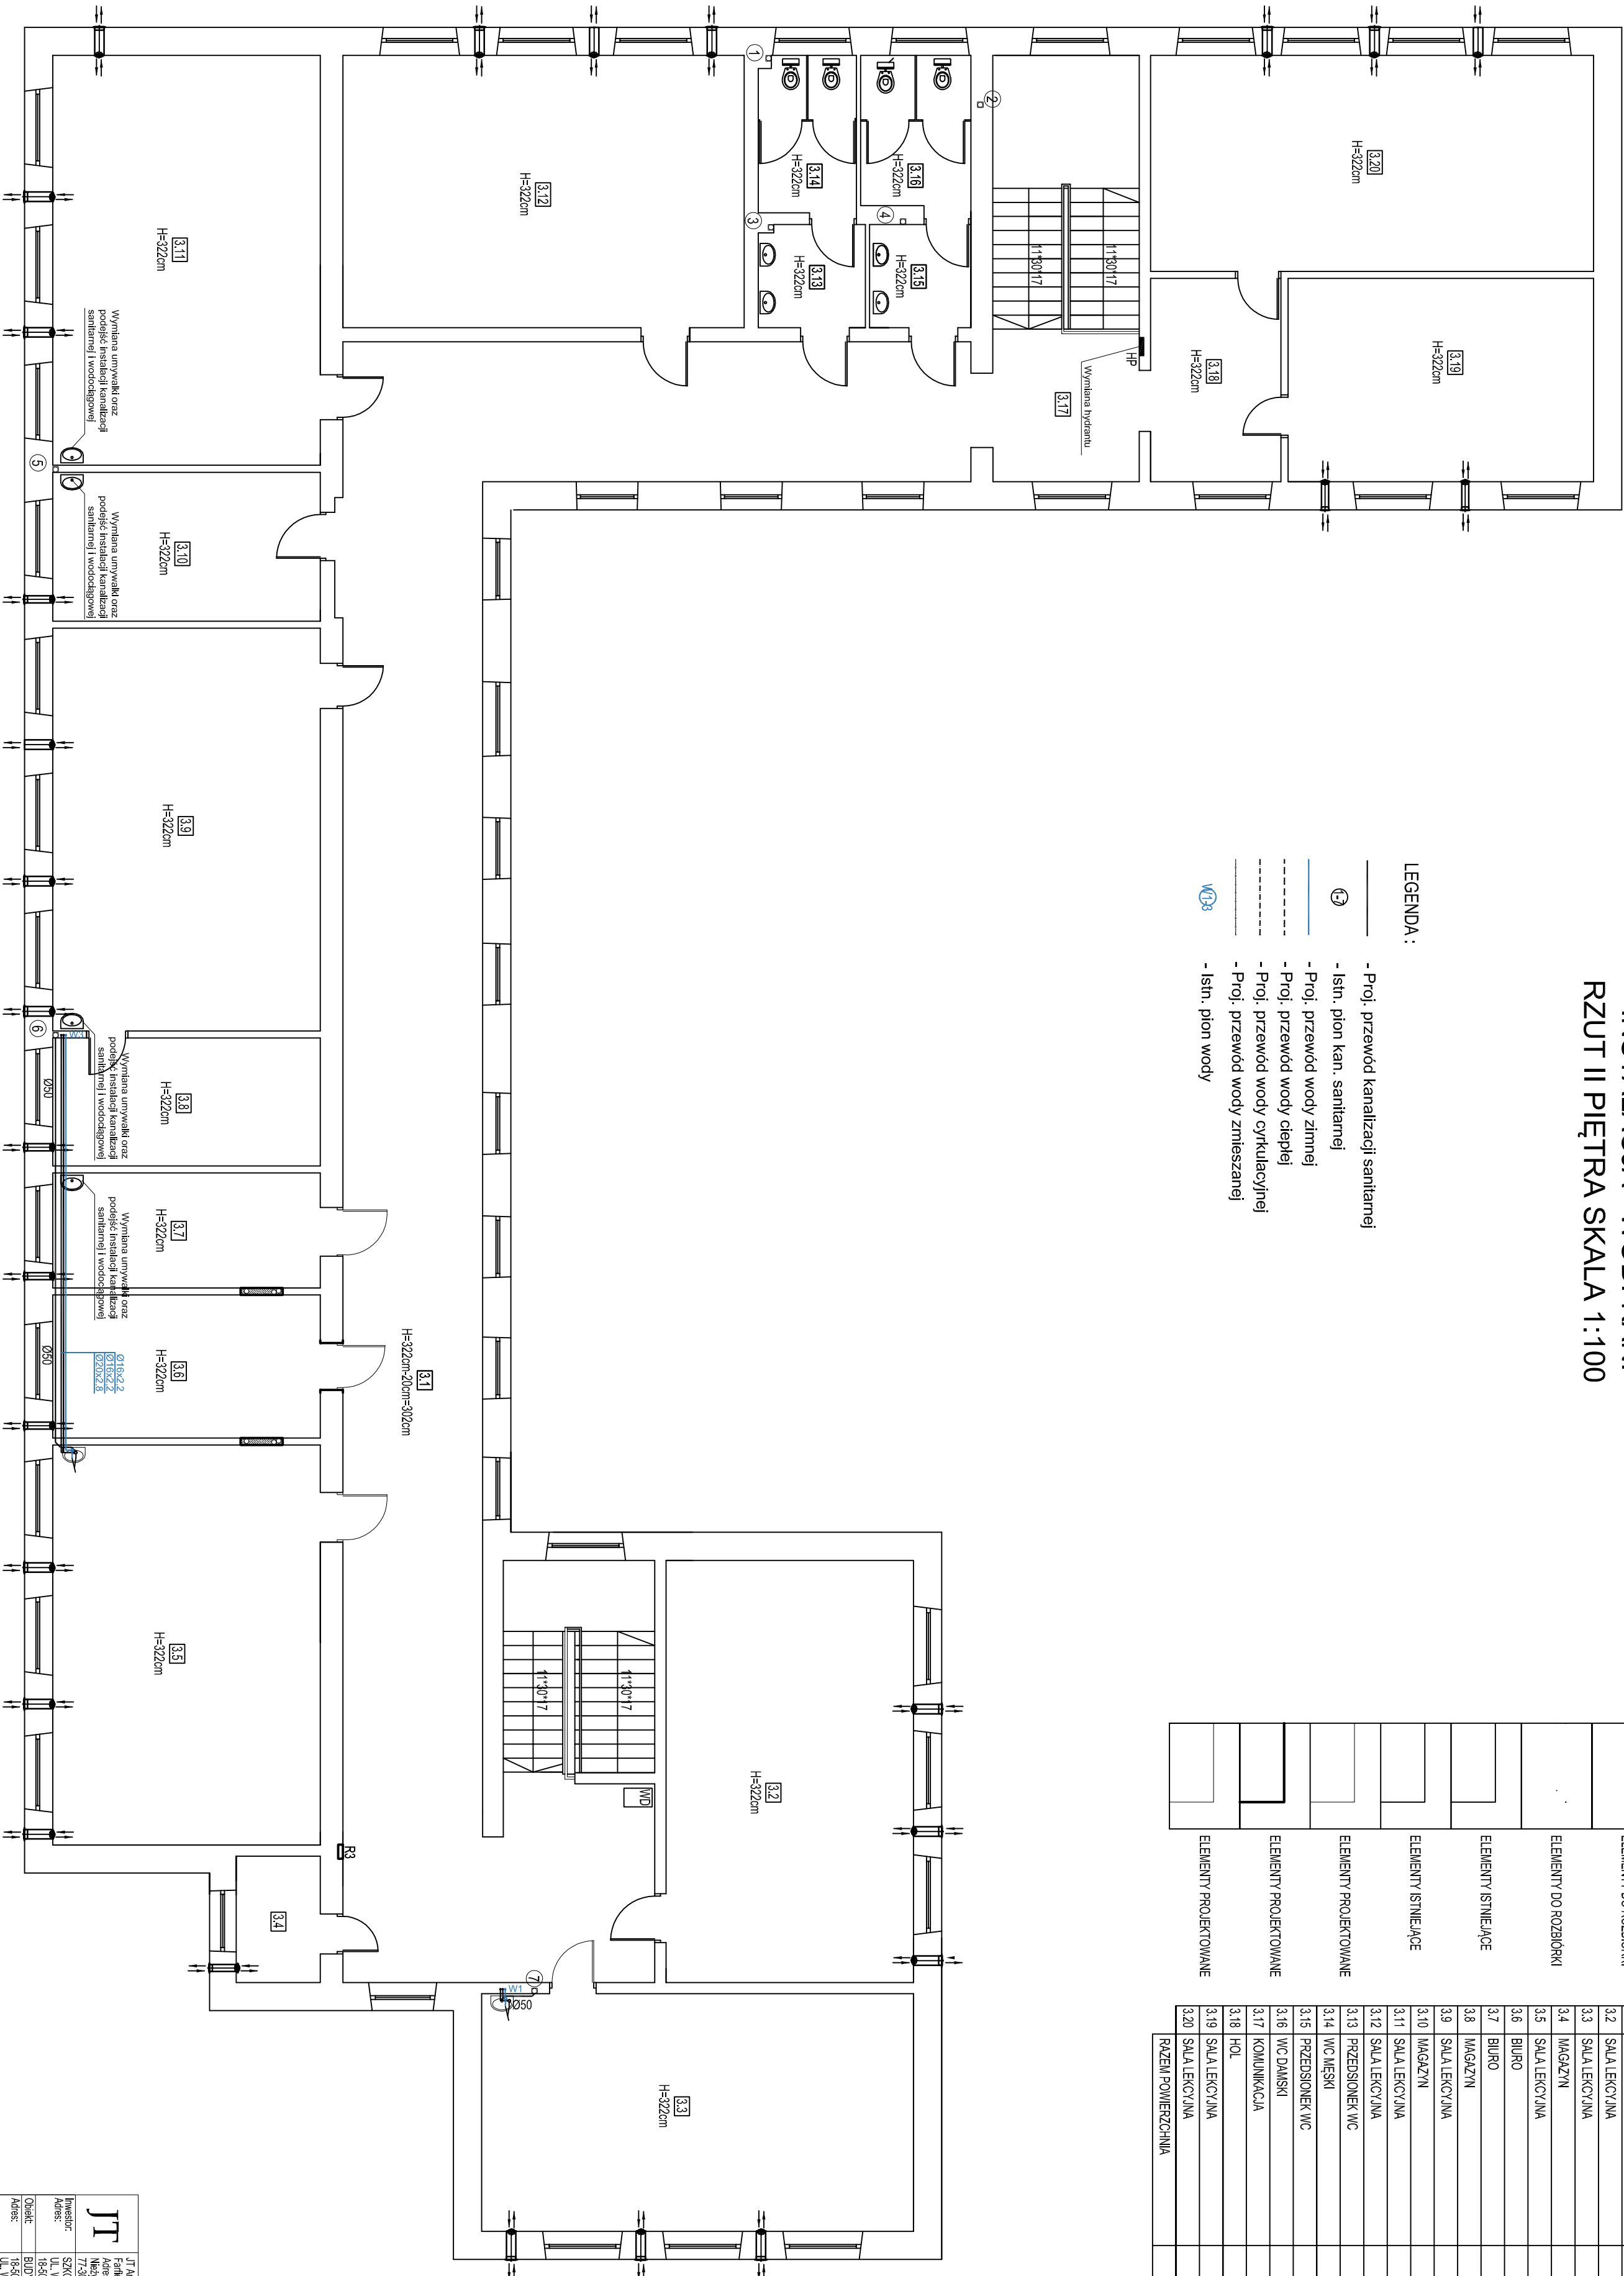 RZUT II PIĘTRA SKALA 1:100
LEGENDA :
- Proj. przewód kanalizacji sanitarnej
1-7 - Istn. pion kan. sanitarnej
- Proj. przewód wody zimnej
- Proj. przewód wody ciepłej
- Proj. przewód wody cyrkulacyjnej
- Proj. przewód wody zmieszanej
W1-3 - Istn. pion wody
ELEMENTY DO ROZBIÓRKI
ELEMENTY ISTNIEJĄCE
ELEMENTY ISTNIEJĄCE
ELEMENTY PROJEKTOWANE
ELEMENTY PROJEKTOWANE
ELEMENTY PROJEKTOWANE
3.2 SALA LEKCYJNA
3.3 SALA LEKCYJNA
3.4 MAGAZYN
3.5 SALA LEKCYJNA
3.6 BIURO
3.7 BIURO
3.8 MAGAZYN
3.9 SALA LEKCYJNA
3.10 MAGAZYN
3.11 SALA LEKCYJNA
3.12 SALA LEKCYJNA
3.13 PRZEDSIONEK WC
3.14 WC MĘSKI
3.15 PRZEDSIONEK WC
3.16 WC DAMSKI
3.17 KOMUNIKACJA
3.18 HOL
3.19 SALA LEKCYJNA
3.20 SALA LEKCYJNA
RAZEM POWIERZCHNIA
3.20
H=322cm
3.19
H=322cm
3.18
H=322cm
HP
Wymiana hydrantu
3.17
11*30*17
11*30*17
2
3.16
H=322cm
4
3.15
H=322cm
1
3.14
H=322cm
3
3.13
H=322cm
3.12
H=322cm
3.11
H=322cm
Wymiana umywalki oraz
podejść instalacji kanalizacji
sanitarnej i wodociągowej
5
3.10
H=322cm
Wymiana umywalki oraz
podejść instalacji kanalizacji
sanitarnej i wodociągowej
3.9
H=322cm
6
W3
3.8
H=322cm
Wymiana umywalki oraz
podejść instalacji kanalizacji
sanitarnej i wodociągowej
Ø50
3.7
H=322cm
Wymiana umywalki oraz
podejść instalacji kanalizacji
sanitarnej i wodociągowej
3.6
H=322cm
Ø16x2,2
Ø16x2,2
Ø20x2,8
Ø50
3.1
H=322cm-20cm=302cm
3.5
H=322cm
R3
3.4
11*30*17
11*30*17
WD
3.2
H=322cm
7
W1
Ø50
3.3
H=322cm
JT
Inwestor:
Adres:
Obiekt:
Adres: